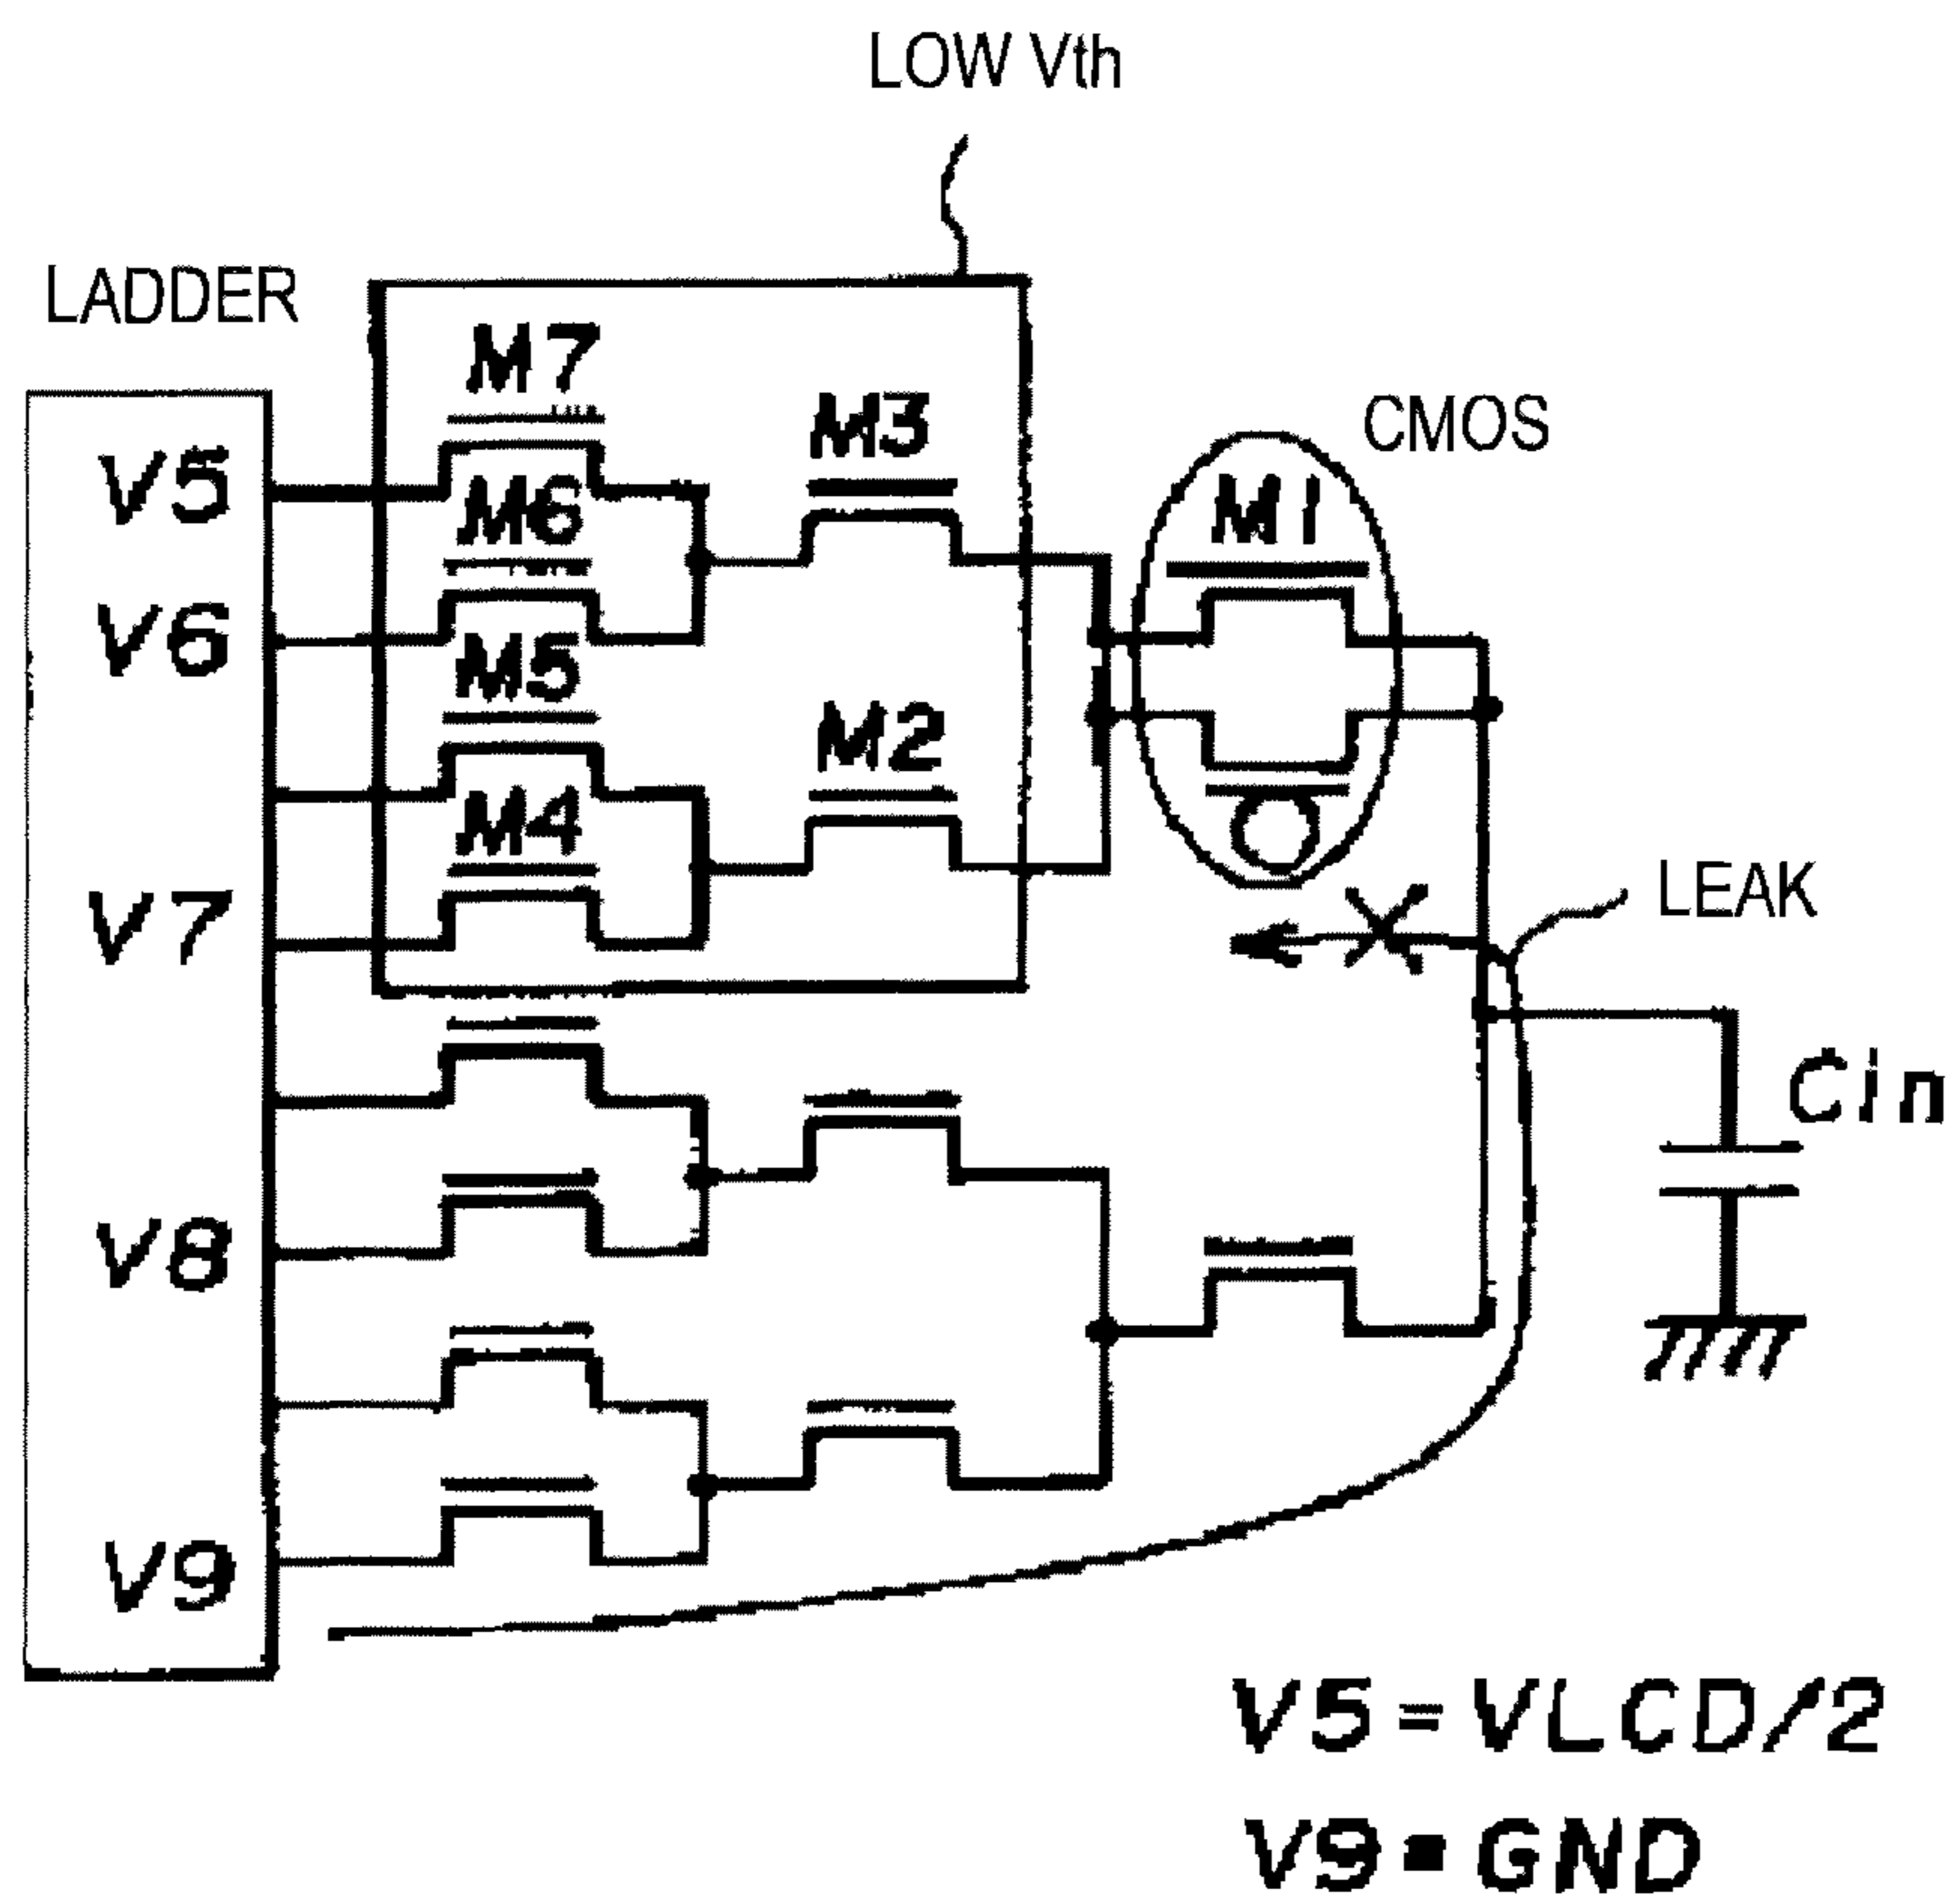 LOW Vth
LADDER
M7
M3
CMOS
V5
M6
M1
V6
M5
M2
M4
V7
LEAK
Cin
V8
V9
V5=VLCD/2
V9=GND